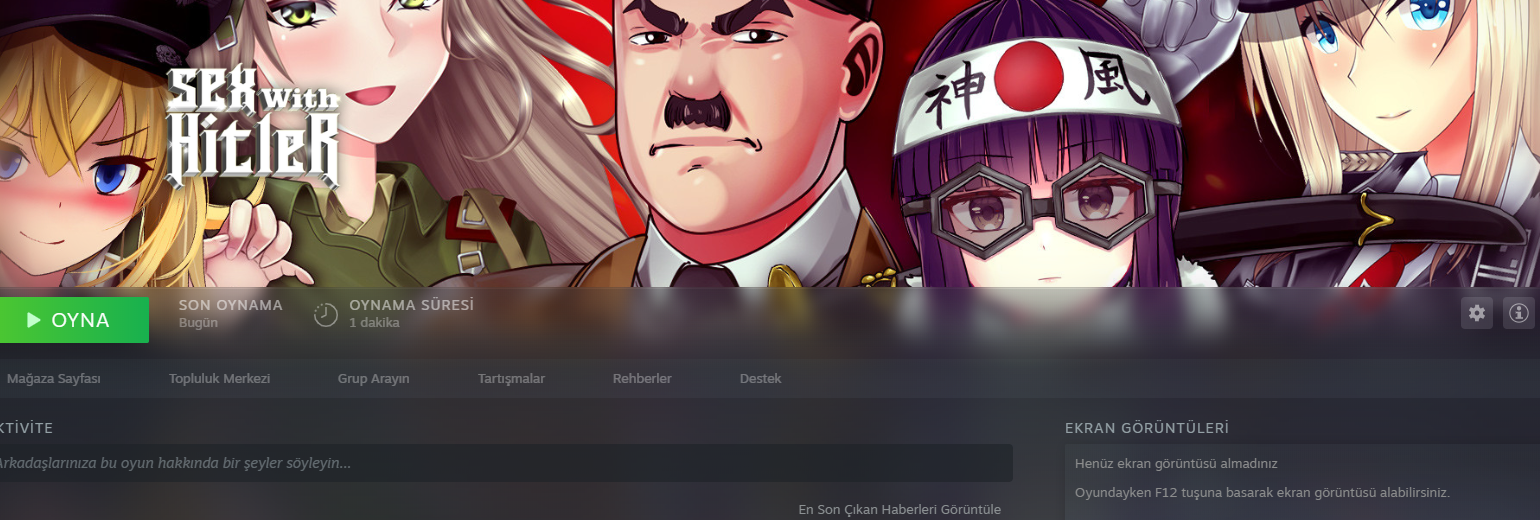 SEX With
HitleR
神 風
OYNA
SON OYNAMA
Bugün
OYNAMA SÜRESİ
1 dakika
Mağaza Sayfası
Topluluk Merkezi
Grup Arayın
Tartışmalar
Rehberler
Destek
KTİVİTE
Arkadaşlarınıza bu oyun hakkında bir şeyler söyleyin...
En Son Çıkan Haberleri Görüntüle
EKRAN GÖRÜNTÜLERİ
Henüz ekran görüntüsü almadınız
Oyundayken F12 tuşuna basarak ekran görüntüsü alabilirsiniz.